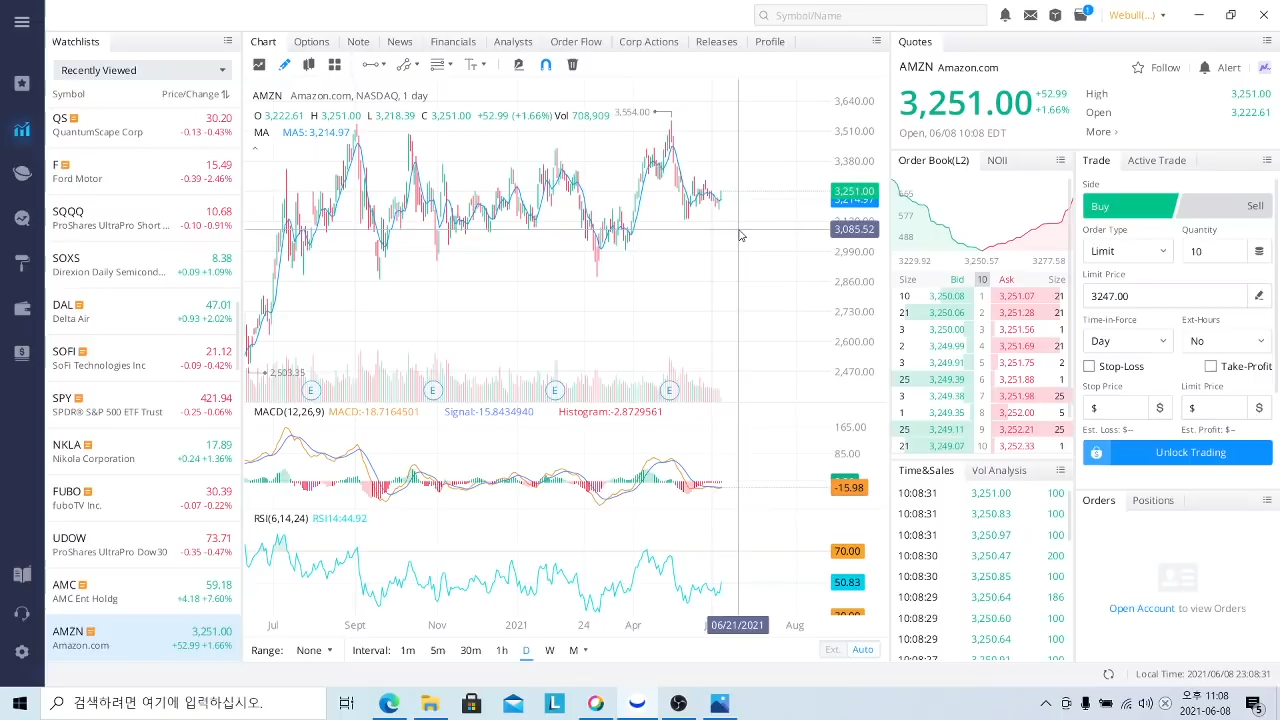 Symbol/Name
1
Webull(...)
Watchlists
Recently Viewed
Symbol
Price/Change
QS
QuantumScape Corp
-0.13 -0.43%
F
15.49
Ford Motor
-0.39 -2.46%
SQQQ
10.68
ProShares UltraPro Short ...
-0.10 -0.91%
SOXS
8.38
Direxion Daily Semicond...
+0.09 +1.09%
DAL
47.01
Delta Air
+0.93 +2.02%
SOFI
21.12
SoFi Technologies Inc
-0.09 -0.42%
SPY
421.94
SPDR® S&P 500 ETF Trust
-0.25 -0.06%
NKLA
17.89
Nikola Corporation
+0.24 +1.36%
FUBO
30.39
fuboTV Inc.
-0.07 -0.22%
UDOW
73.71
ProShares UltraPro Dow30
-0.35 -0.47%
AMC
59.18
AMC Ent Holdg
+4.18 +7.60%
AMZN
3,251.00
Amazon.com
+52.99 +1.66%
Chart Options Note News Financials Analysts Order Flow Corp Actions Releases Profile
AMZN Amazon.com, NASDAQ, 1 day
O 3,222.61 H 3,251.00 L 3,218.39 C 3,251.00 +52.99 (+1.66%) Vol 708,909
MA MA5: 3,214.97
3,554.00
3,640.00
3,510.00
3,380.00
3,251.00
3,085.52
2,990.00
2,860.00
2,730.00
2,600.00
2,470.00
E E E E
MACD(12,26,9) MACD:-18.7164501 Signal:-15.8434940 Histogram:-2.8729561
165.00
85.00
-15.98
RSI(6,14,24) RSI14:44.92
70.00
50.83
Jul Sept Nov 2021 24 Apr 06/21/2021 Aug
Range: None Interval: 1m 5m 30m 1h D W M
Ext. Auto
Quotes
AMZN Amazon.com
Follow Alert
3,251.00
+52.99
+1.66%
Open, 06/08 10:08 EDT
High 3,251.00
Open 3,222.61
More ›
Order Book(L2) NOII
577
488
3229.92 3,250.57 3277.58
Size Bid 10 Ask Size
10 3,250.08 1 3,251.07 21
21 3,250.06 2 3,251.28 21
3 3,250.00 3 3,251.56 1
2 3,249.99 4 3,251.69 21
3 3,249.91 5 3,251.75 2
25 3,249.39 6 3,251.88 1
3 3,249.38 7 3,251.98 25
1 3,249.35 8 3,252.00 5
25 3,249.11 9 3,252.21 25
21 3,249.07 10 3,252.33 1
Time&Sales Vol Analysis
10:08:31 3,251.00 100
10:08:31 3,250.83 100
10:08:31 3,250.97 100
10:08:30 3,250.47 200
10:08:30 3,250.85 100
10:08:29 3,250.64 186
10:08:29 3,250.60 100
10:08:29 3,250.64 100
Trade Active Trade
Side
Buy Sell
Order Type Quantity
Limit 10
Limit Price
3247.00
Time-in-Force Ext-Hours
Day No
Stop-Loss Take-Profit
Stop Price Limit Price
$ $ $ $
Est. Loss: $-- Est. Profit: $--
Unlock Trading
Orders Positions
Open Account to view Orders
Local Time: 2021/06/08 23:08:31
검색하려면 여기에 입력하십시오.
L
오후 11:08
2021-06-08
5